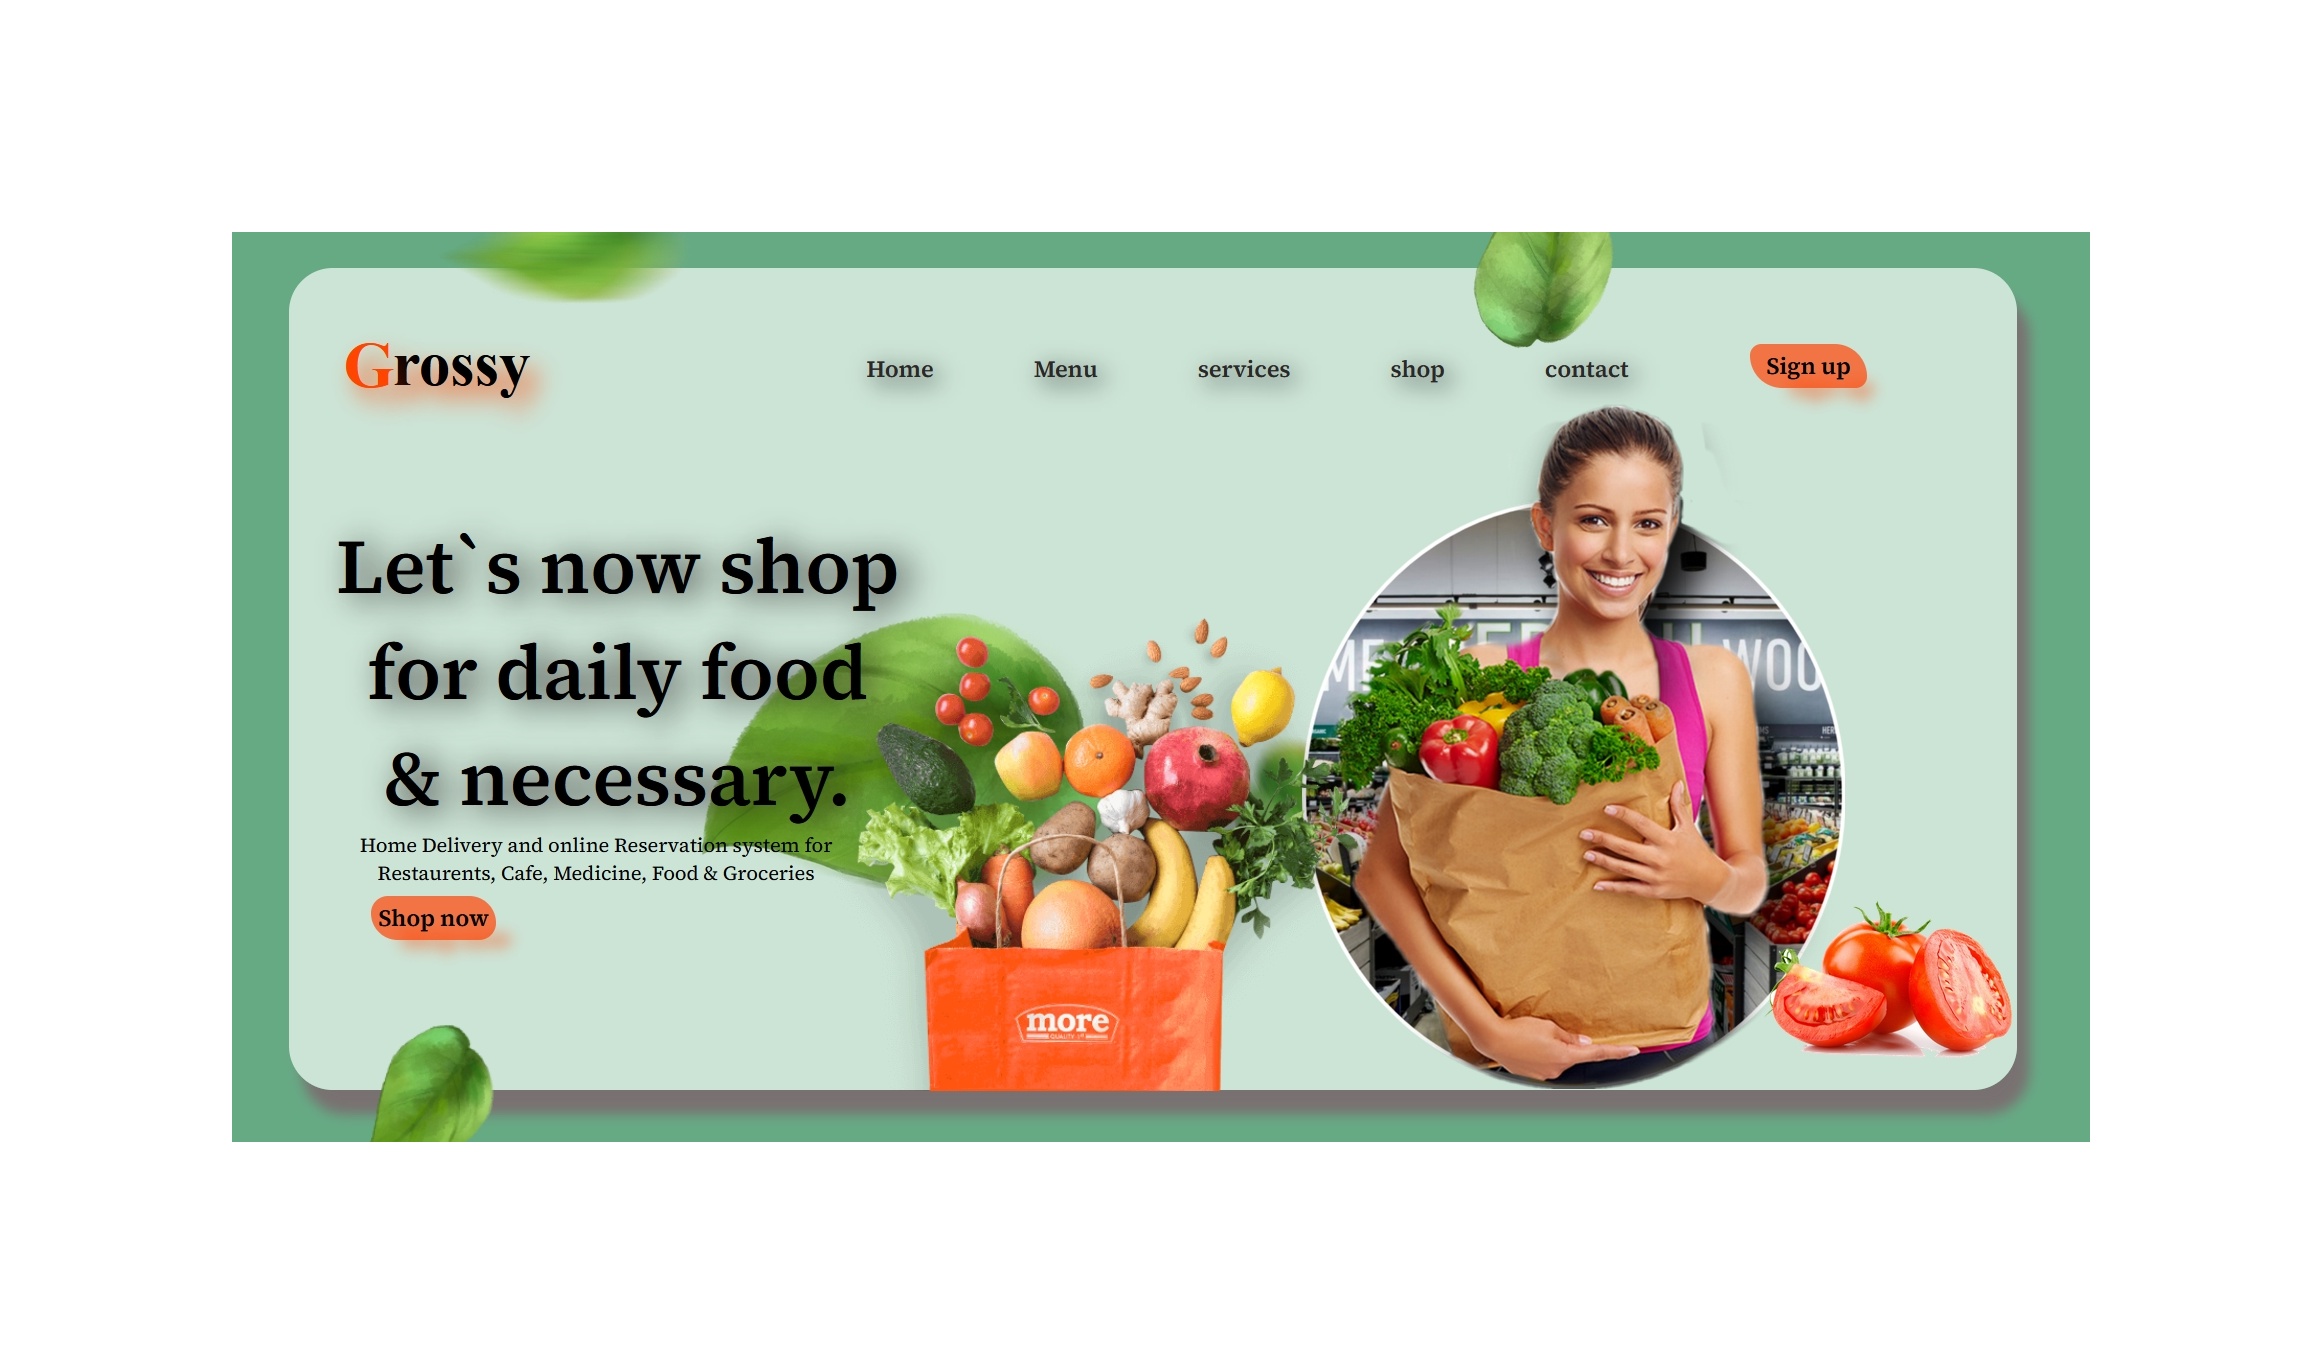 Grossy
Home Menu services shop contact Sign up
Let`s now shop
for daily food
& necessary.
Home Delivery and online Reservation system for
Restaurents, Cafe, Medicine, Food & Groceries
Shop now
more
WOO